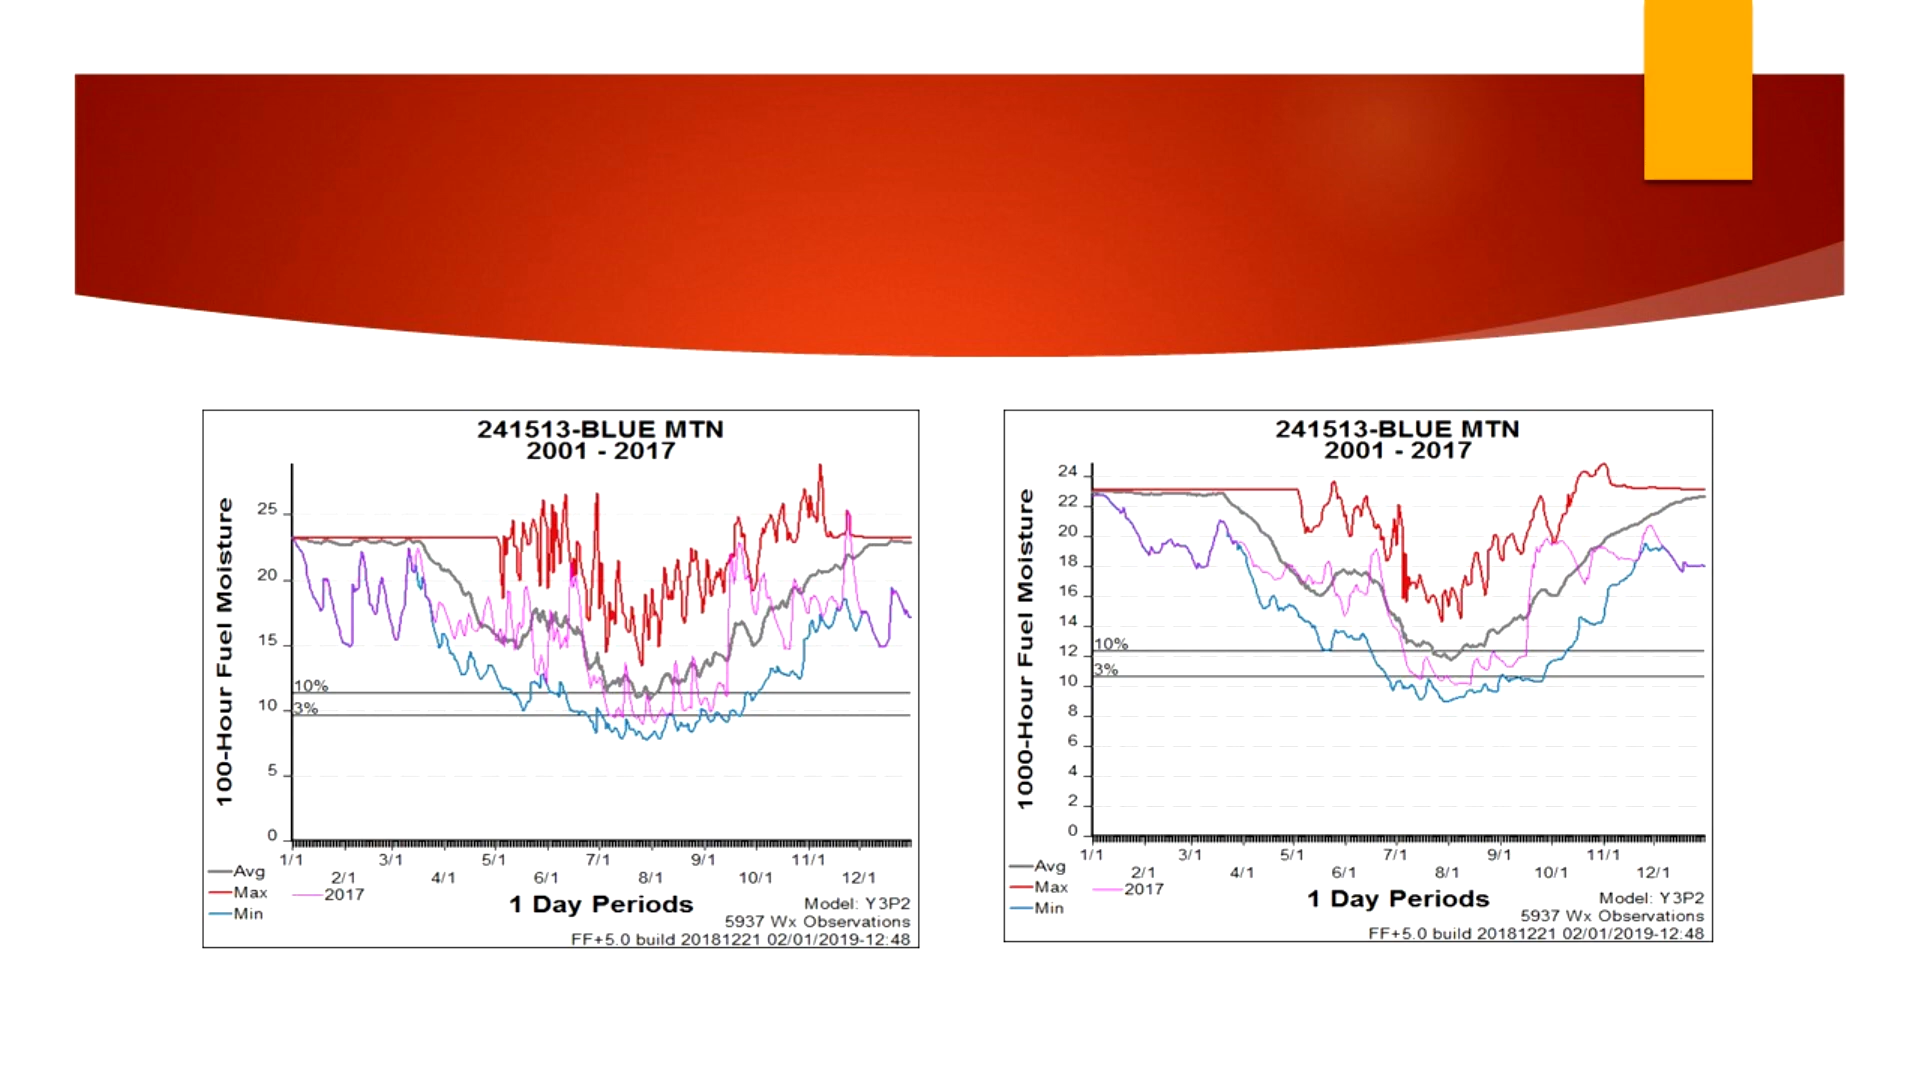 241513-BLUE MTN
2001 - 2017
100-Hour Fuel Moisture
25
20
15
10
5
0
10%
3%
1/1 3/1 5/1 7/1 9/1 11/1
2/1 4/1 6/1 8/1 10/1 12/1
Avg
Max
Min
2017
1 Day Periods
Model: Y3P2
5937 Wx Observations
FF+5.0 build 20181221 02/01/2019-12:48
241513-BLUE MTN
2001 - 2017
1000-Hour Fuel Moisture
24
22
20
18
16
14
12
10
8
6
4
2
0
10%
3%
1/1 3/1 5/1 7/1 9/1 11/1
2/1 4/1 6/1 8/1 10/1 12/1
Avg
Max
Min
2017
1 Day Periods
Model: Y3P2
5937 Wx Observations
FF+5.0 build 20181221 02/01/2019-12:48